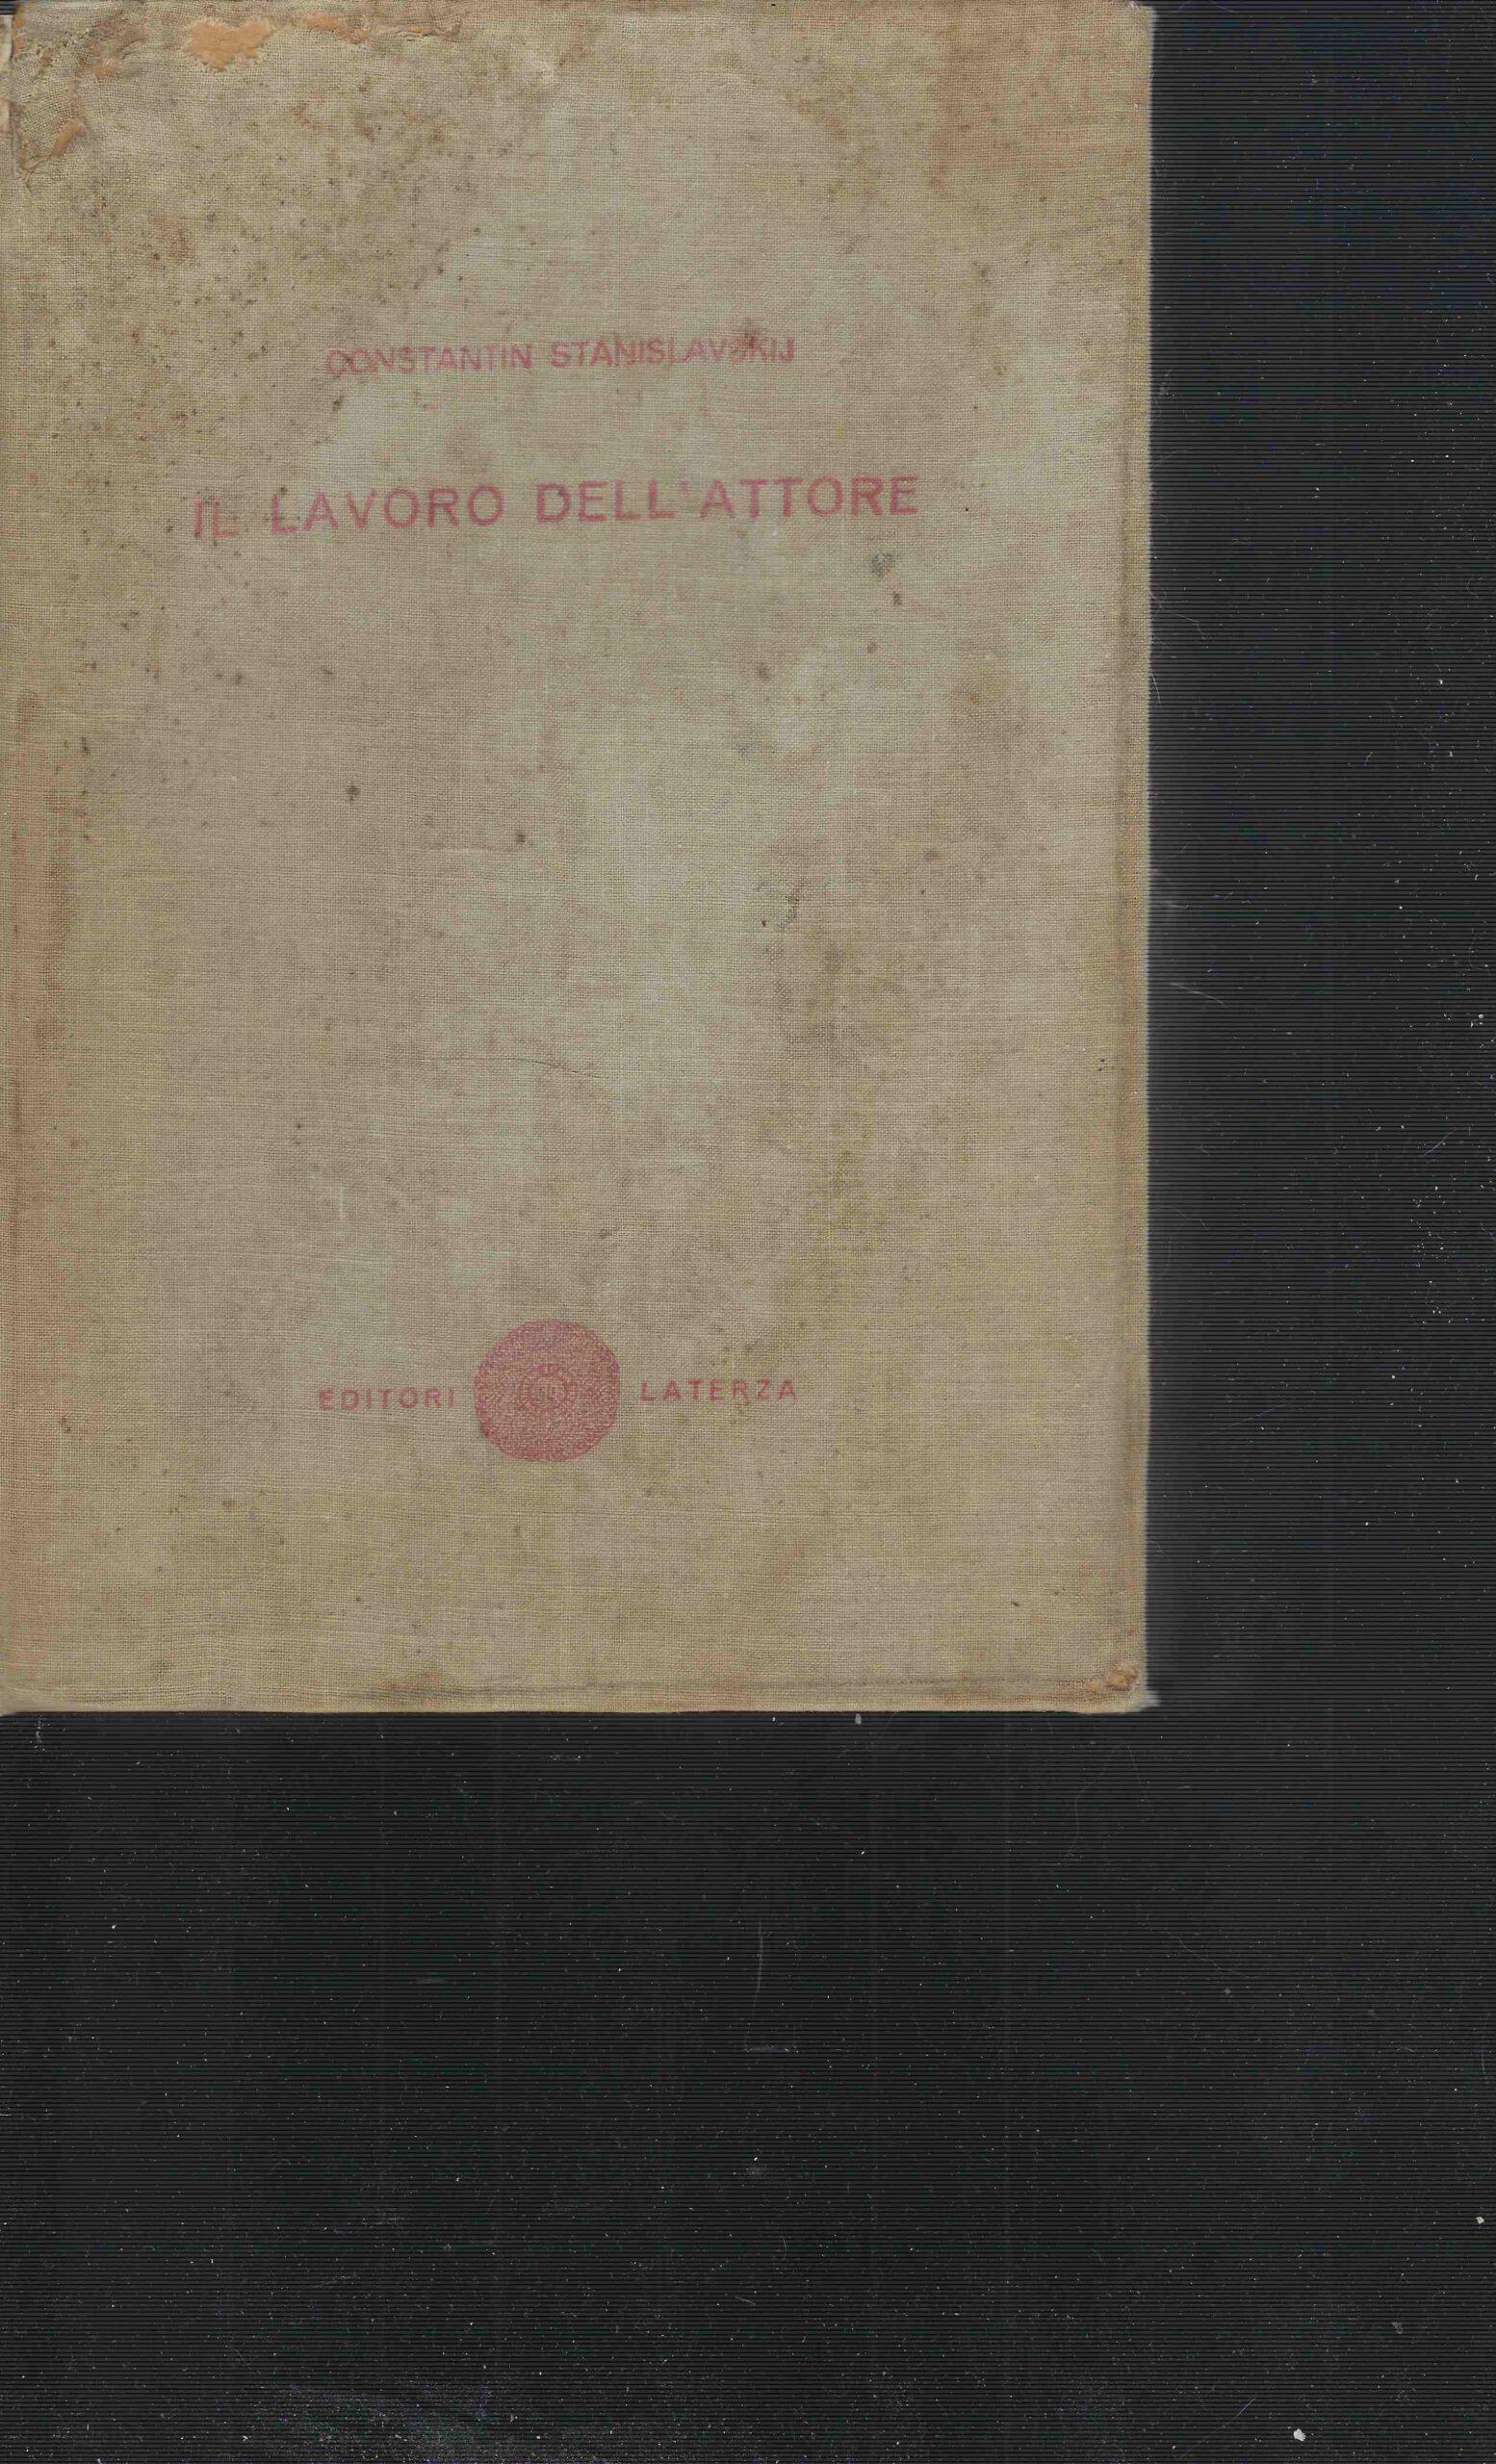 CONSTANTIN STANISLAVSKIJ
IL LAVORO DELL'ATTORE
EDITORI LATERZA